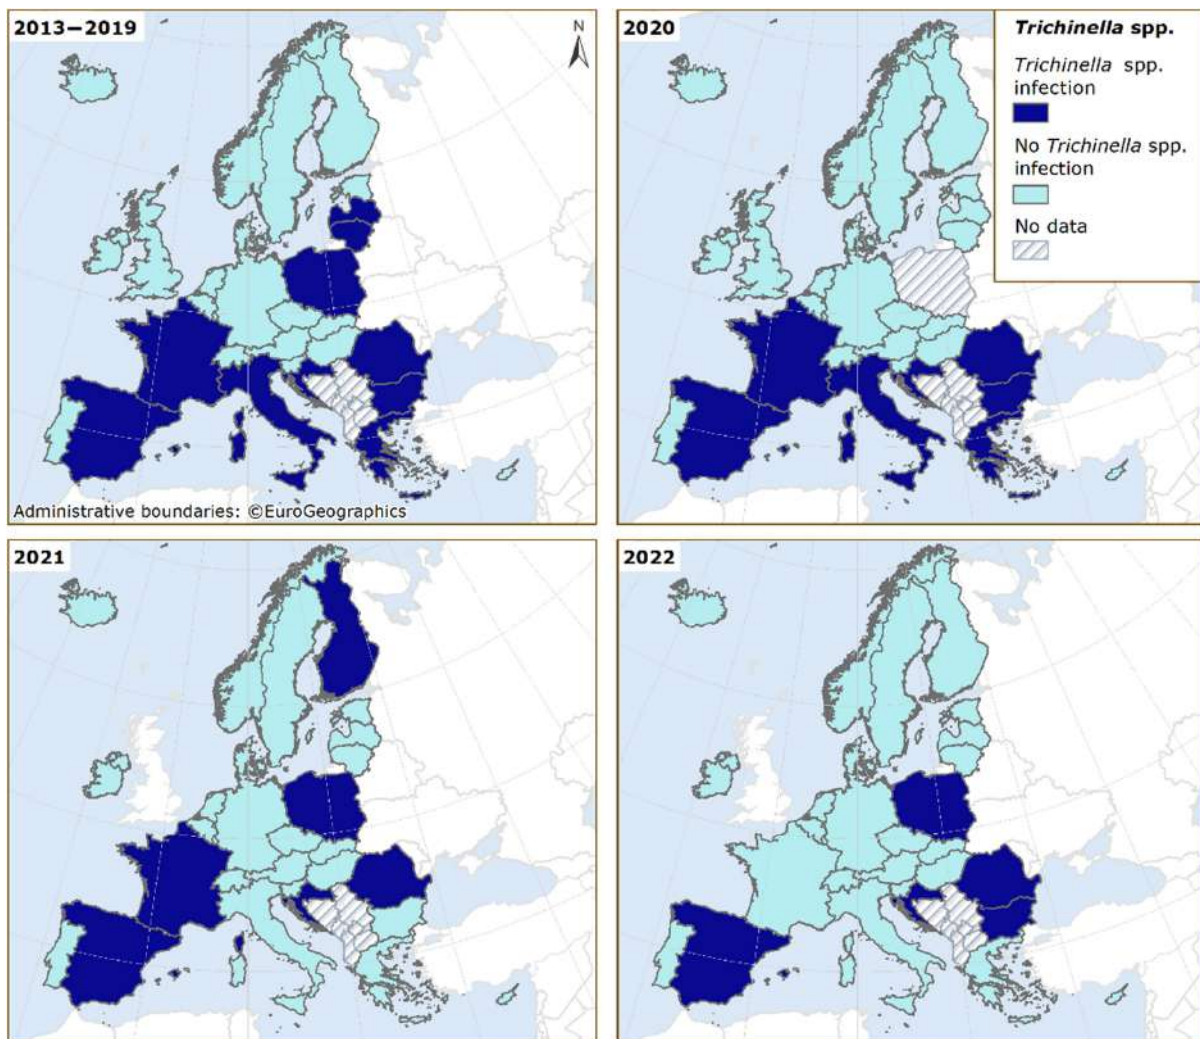 2013–2019
N
Administrative boundaries: ©EuroGeographics
2020
Trichinella spp.
Trichinella spp.
infection
No Trichinella spp.
infection
No data
2021
2022